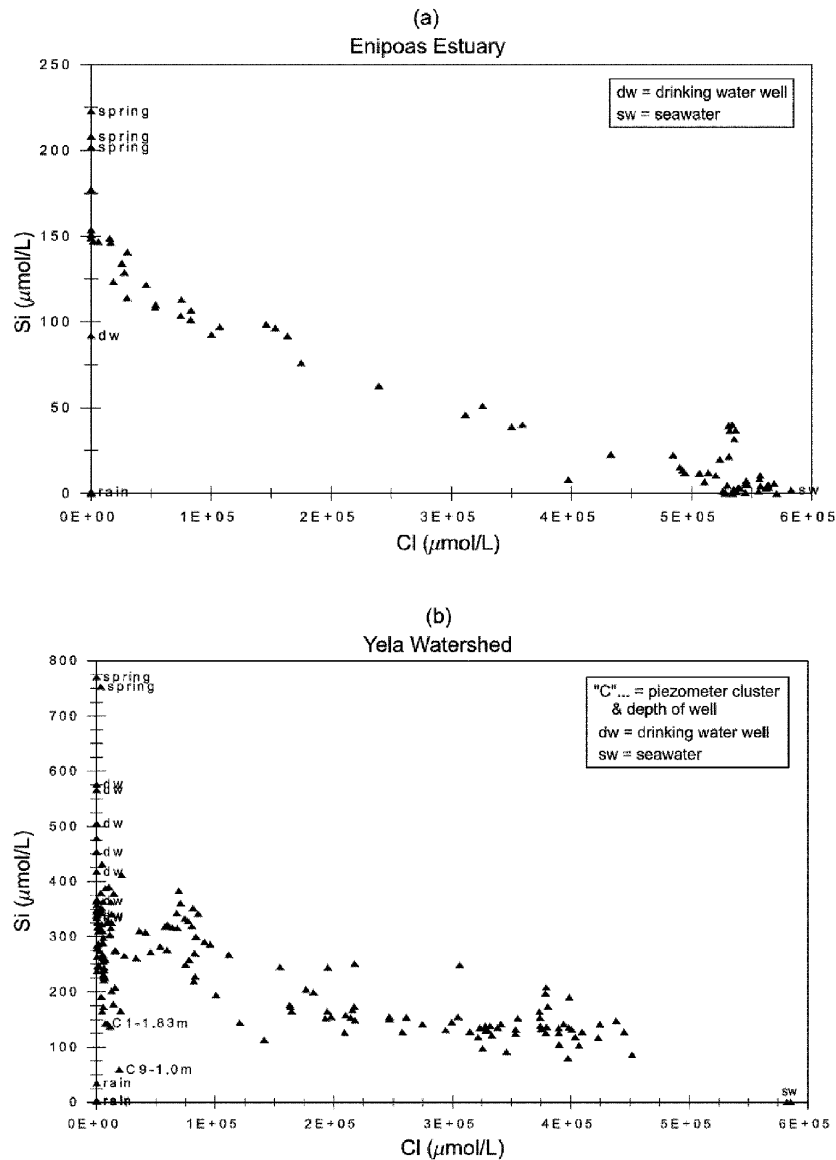 (a)
Enipoas Estuary
250
dw = drinking water well
sw = seawater
spring
spring
spring
200
150
100
dw
50
rain
sw
0
0E+00 1E+05 2E+05 3E+05 4E+05 5E+05 6E+05
Si (μmol/L)
Cl (μmol/L)
(b)
Yela Watershed
800
"C"... = piezometer cluster
& depth of well
dw = drinking water well
sw = seawater
spring
spring
700
600
dw
dw
500
dw
dw
dw
400
dw
dw
300
200
C1-1.83m
100
C9-1.0m
rain
rain
sw
0
0E+00 1E+05 2E+05 3E+05 4E+05 5E+05 6E+05
Si (μmol/L)
Cl (μmol/L)